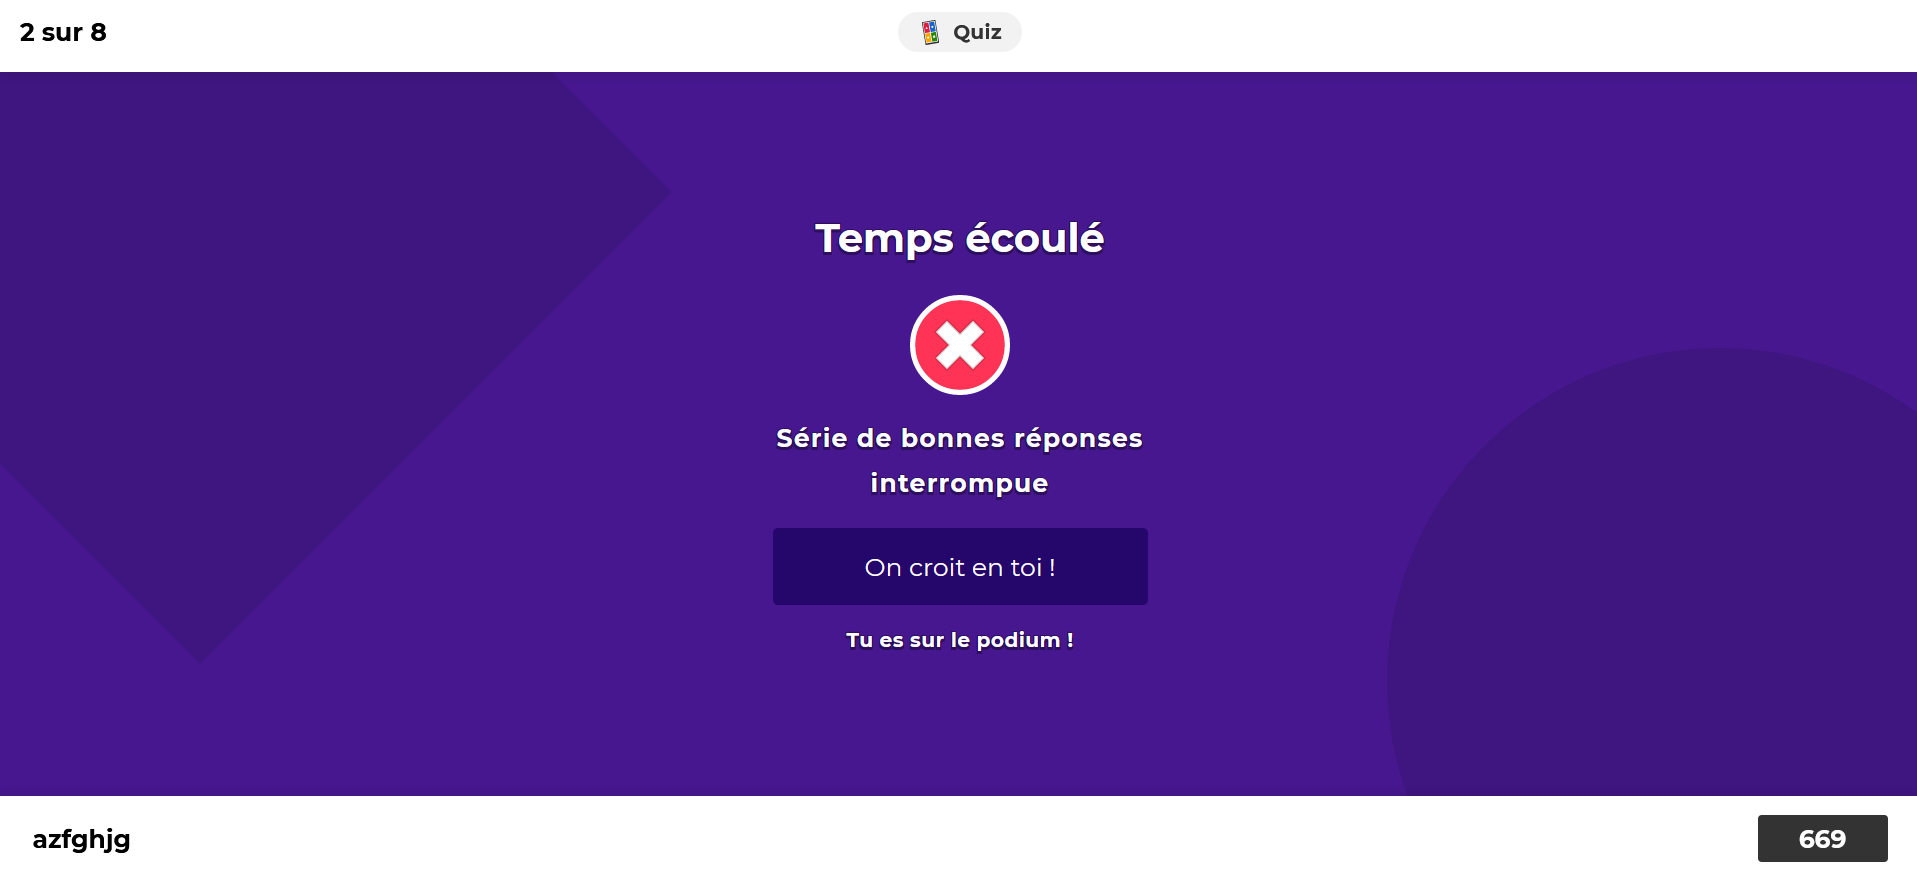 2 sur 8
Quiz
Temps écoulé
Série de bonnes réponses
interrompue
On croit en toi !
Tu es sur le podium !
azfghjg
669